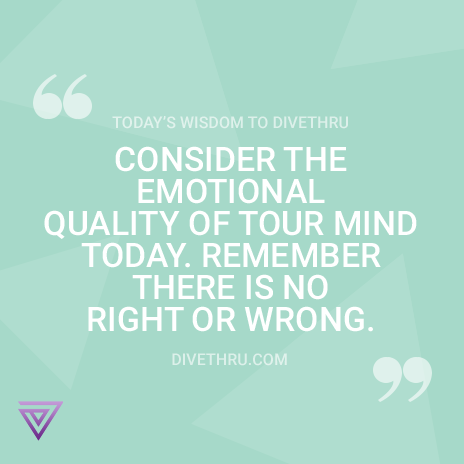 “
TODAY’S WISDOM TO DIVETHRU
CONSIDER THE
EMOTIONAL
QUALITY OF TOUR MIND
TODAY. REMEMBER
THERE IS NO
RIGHT OR WRONG.
DIVETHRU.COM
”